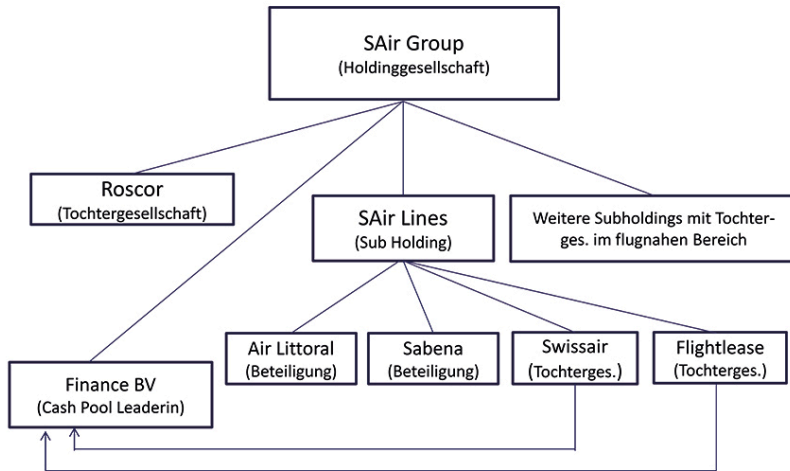 SAir Group
(Holdinggesellschaft)
Roscor
(Tochtergesellschaft)
SAir Lines
(Sub Holding)
Weitere Subholdings mit Tochter-
ges. im flugnahen Bereich
Air Littoral
(Beteiligung)
Sabena
(Beteiligung)
Swissair
(Tochterges.)
Flightlease
(Tochterges.)
Finance BV
(Cash Pool Leaderin)